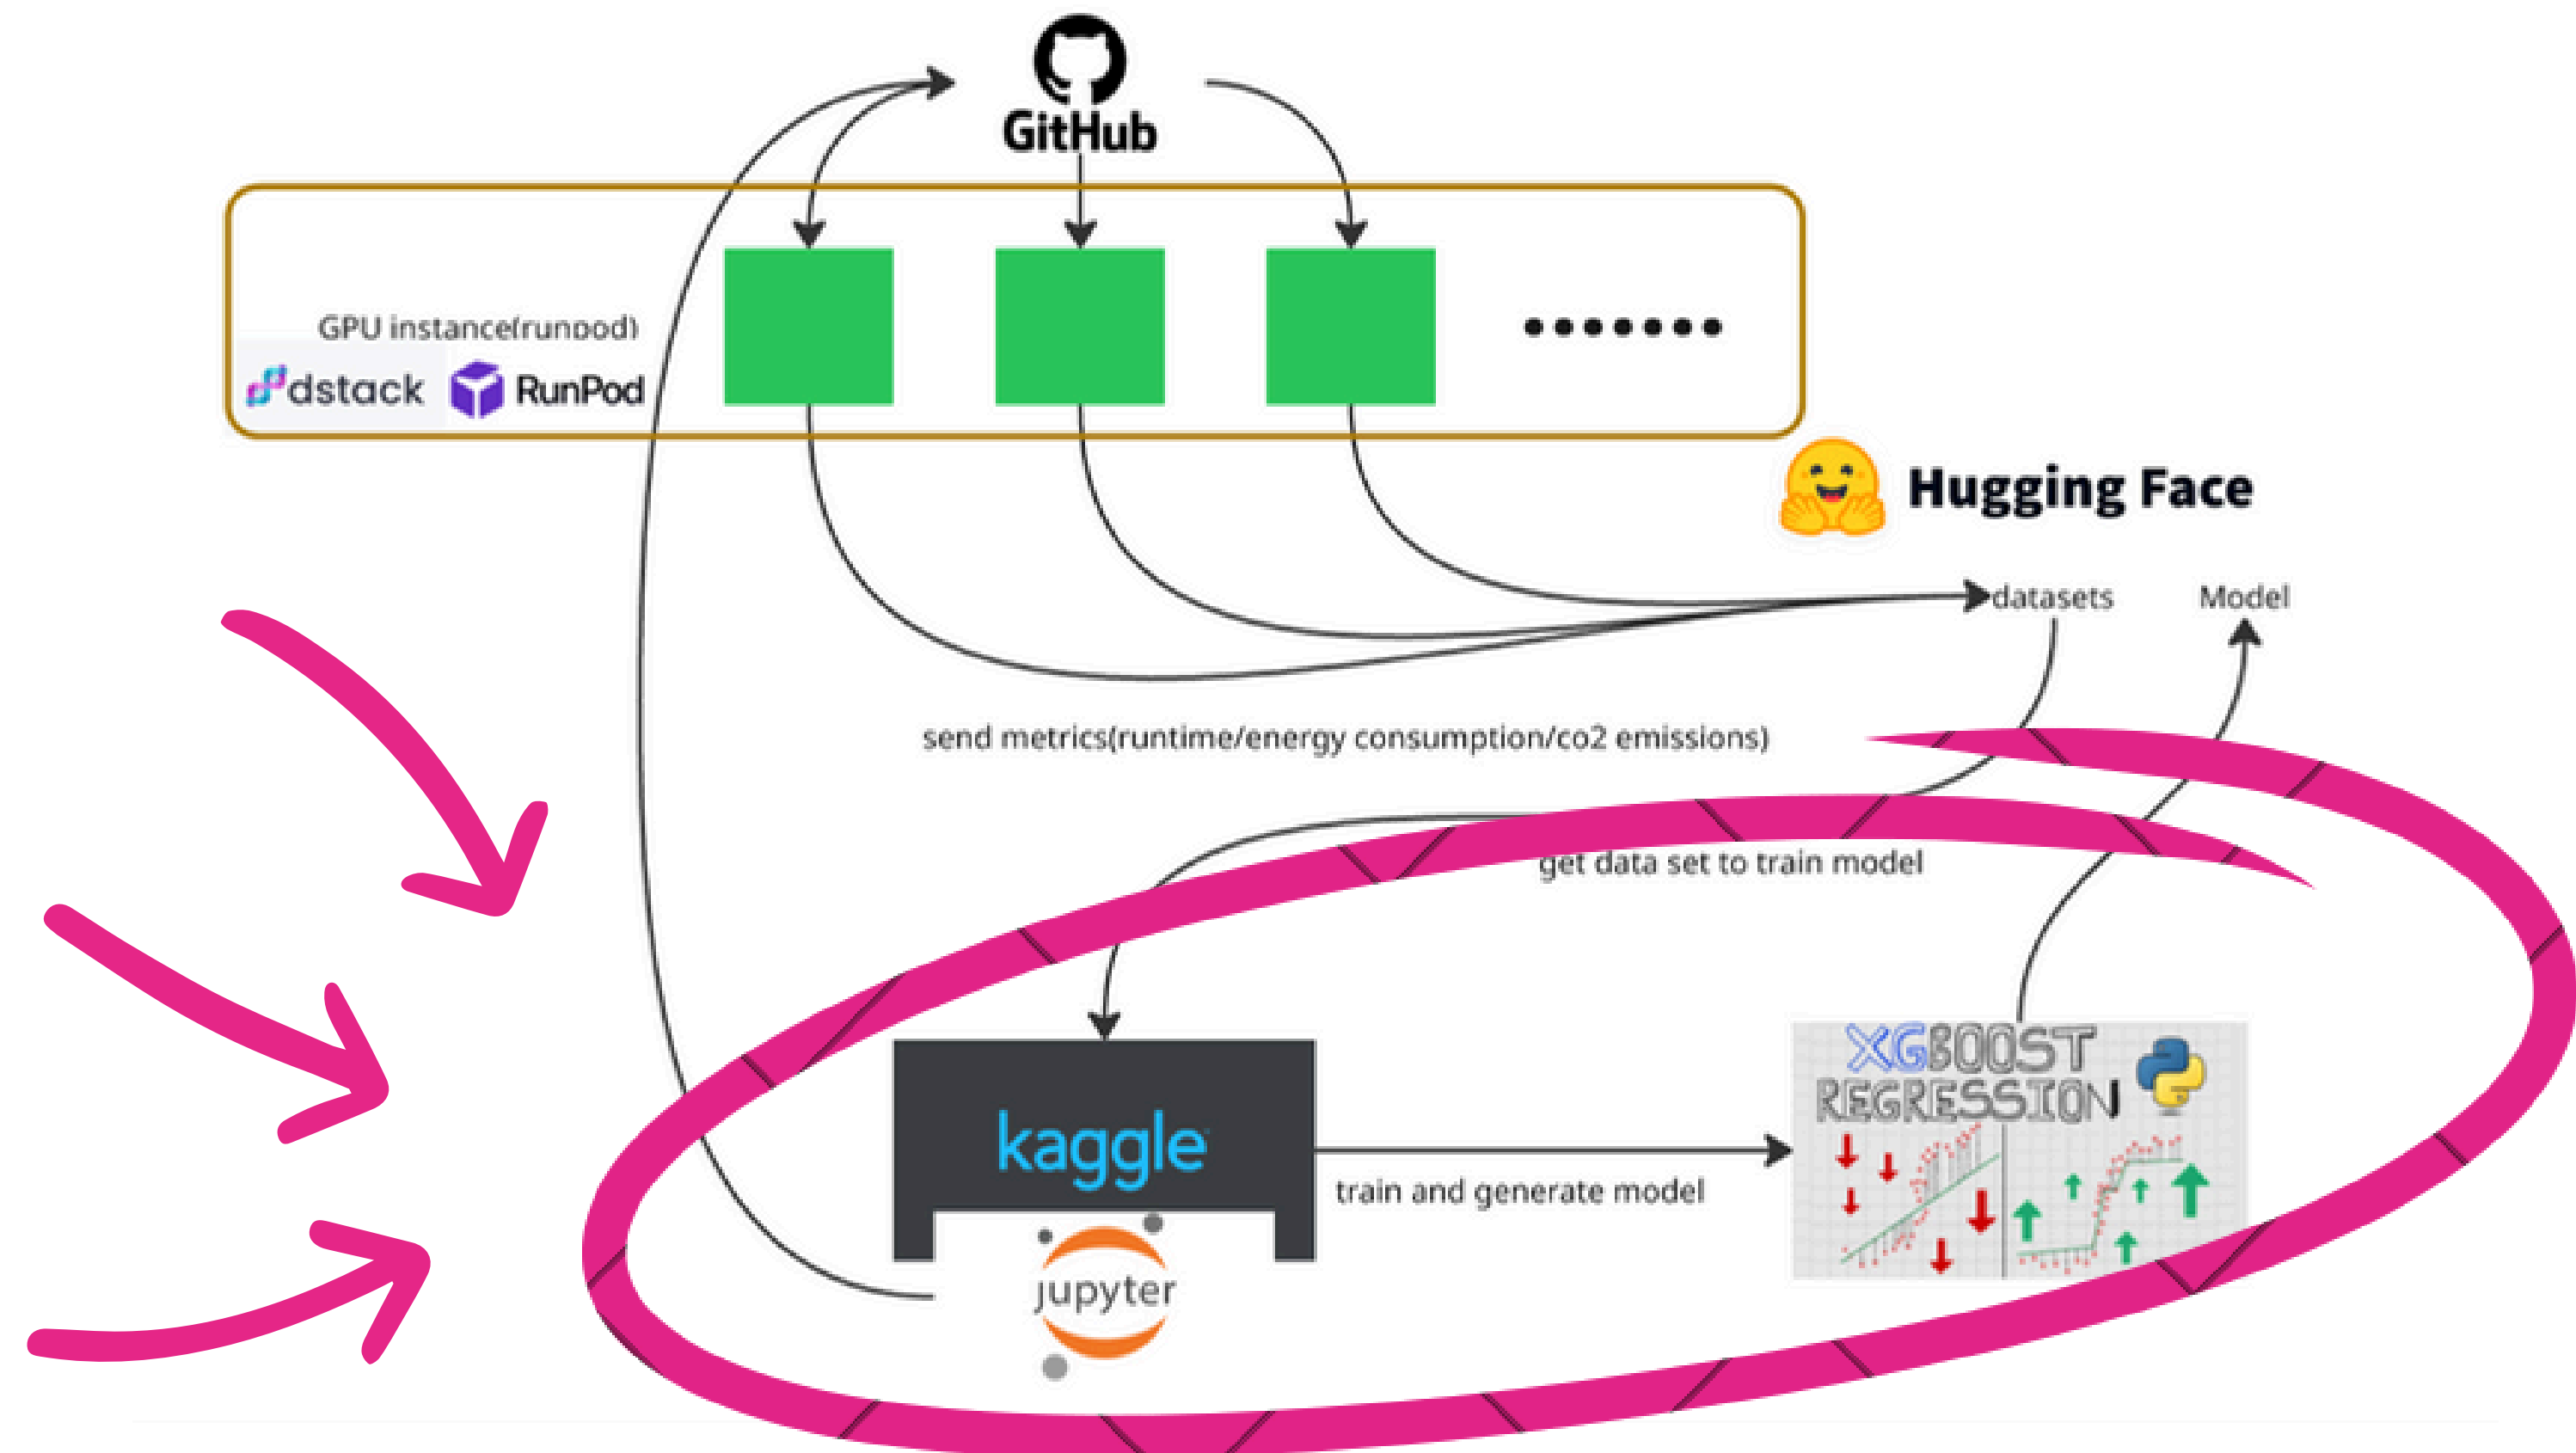 GitHub
GPU instance(runpod)
dstack
RunPod
Hugging Face
datasets
Model
send metrics(runtime/energy consumption/co2 emissions)
get data set to train model
kaggle
XGBOOST
REGRESSION
train and generate model
jupyter